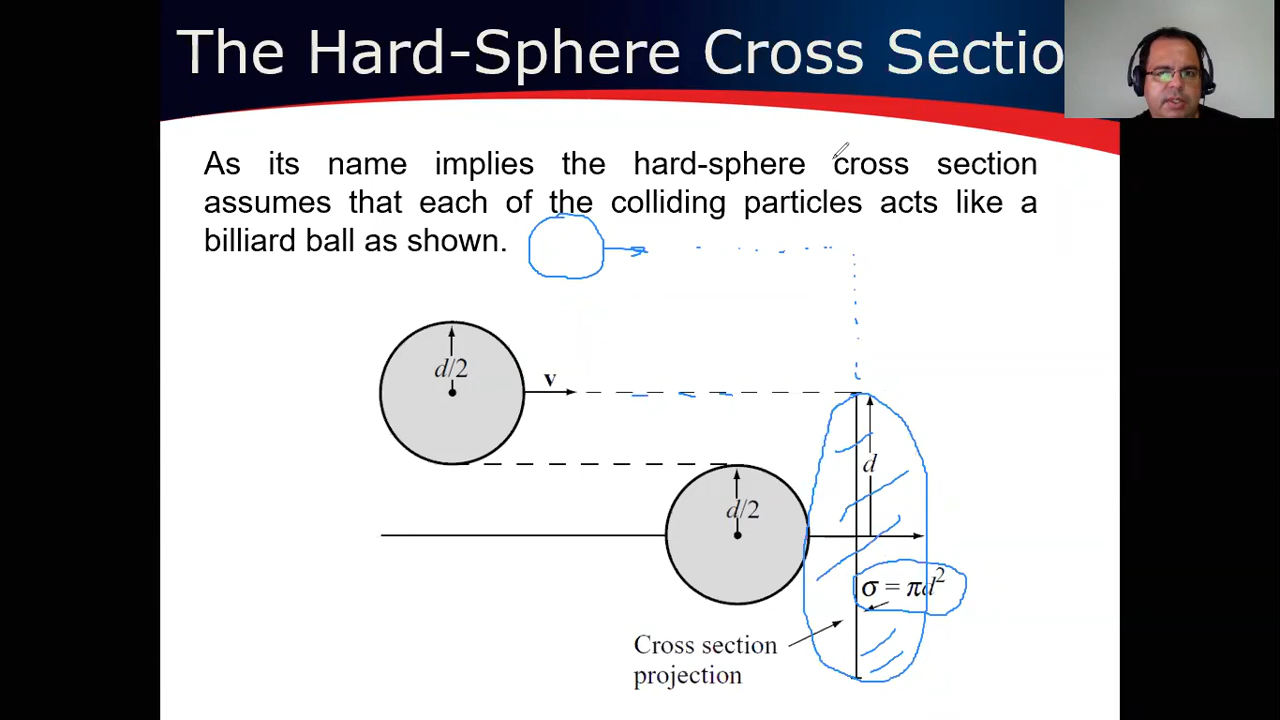 The Hard-Sphere Cross Sectio
As its name implies the hard-sphere cross section
assumes that each of the colliding particles acts like a
billiard ball as shown.
d/2
v
d
d/2
σ = πd²
Cross section
projection